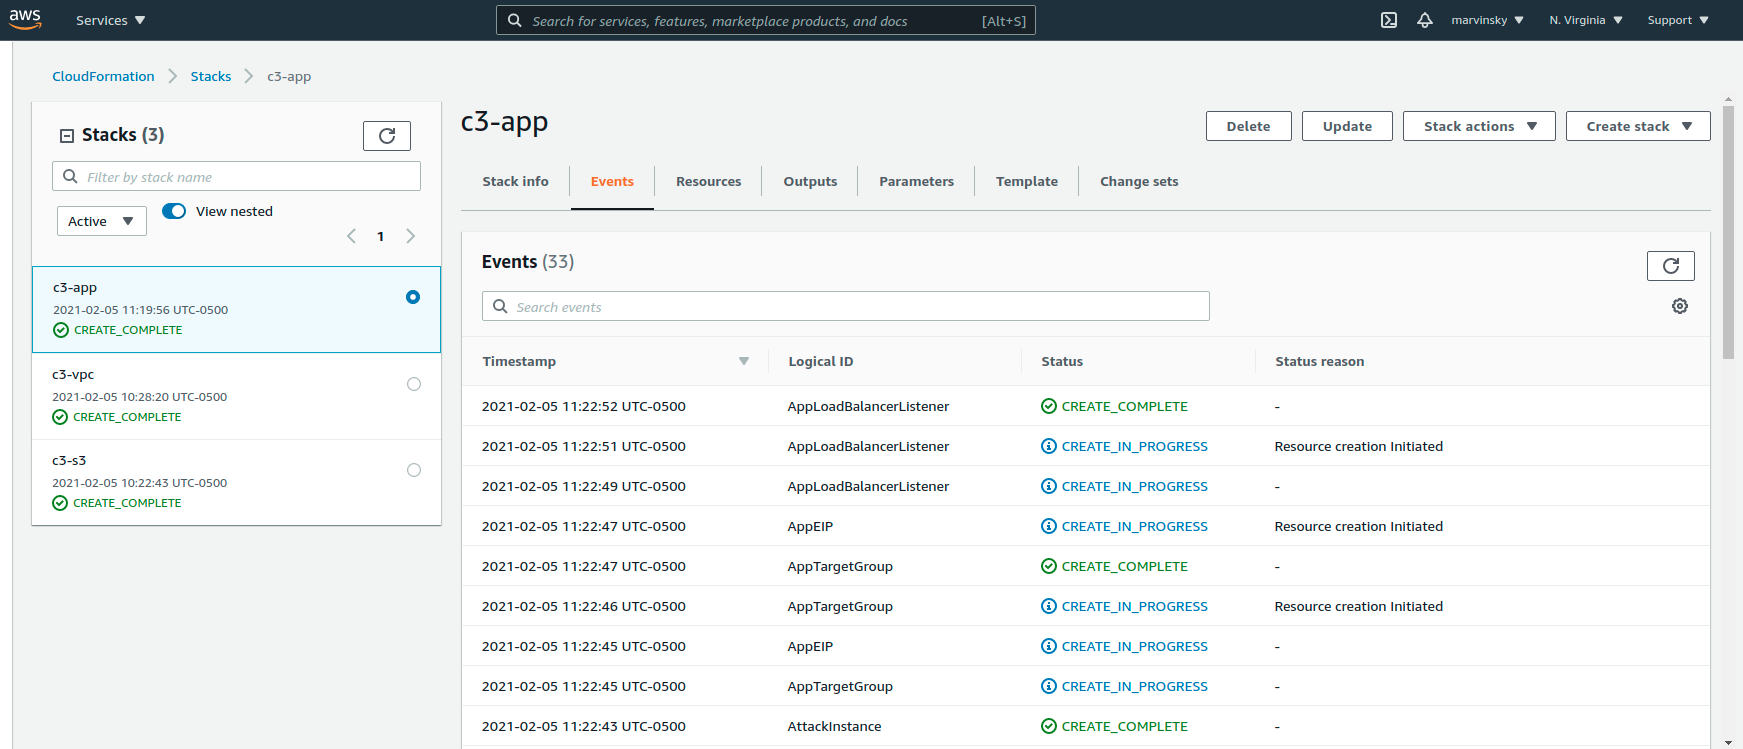 aws Services Search for services, features, marketplace products, and docs [Alt+S] marvinsky N. Virginia Support
CloudFormation Stacks c3-app
Stacks (3)
Filter by stack name
Active View nested
1
c3-app
2021-02-05 11:19:56 UTC-0500
CREATE_COMPLETE
c3-vpc
2021-02-05 10:28:20 UTC-0500
CREATE_COMPLETE
c3-s3
2021-02-05 10:22:43 UTC-0500
CREATE_COMPLETE
c3-app
Delete Update Stack actions Create stack
Stack info Events Resources Outputs Parameters Template Change sets
Events (33)
Search events
Timestamp Logical ID Status Status reason
2021-02-05 11:22:52 UTC-0500 AppLoadBalancerListener CREATE_COMPLETE -
2021-02-05 11:22:51 UTC-0500 AppLoadBalancerListener CREATE_IN_PROGRESS Resource creation Initiated
2021-02-05 11:22:49 UTC-0500 AppLoadBalancerListener CREATE_IN_PROGRESS -
2021-02-05 11:22:47 UTC-0500 AppEIP CREATE_IN_PROGRESS Resource creation Initiated
2021-02-05 11:22:47 UTC-0500 AppTargetGroup CREATE_COMPLETE -
2021-02-05 11:22:46 UTC-0500 AppTargetGroup CREATE_IN_PROGRESS Resource creation Initiated
2021-02-05 11:22:45 UTC-0500 AppEIP CREATE_IN_PROGRESS -
2021-02-05 11:22:45 UTC-0500 AppTargetGroup CREATE_IN_PROGRESS -
2021-02-05 11:22:43 UTC-0500 AttackInstance CREATE_COMPLETE -